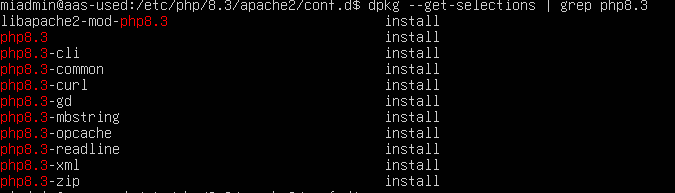 miadmin@aas-used:/etc/php/8.3/apache2/conf.d$ dpkg --get-selections | grep php8.3
libapache2-mod-php8.3 install
php8.3 install
php8.3-cli install
php8.3-common install
php8.3-curl install
php8.3-gd install
php8.3-mbstring install
php8.3-opcache install
php8.3-readline install
php8.3-xml install
php8.3-zip install